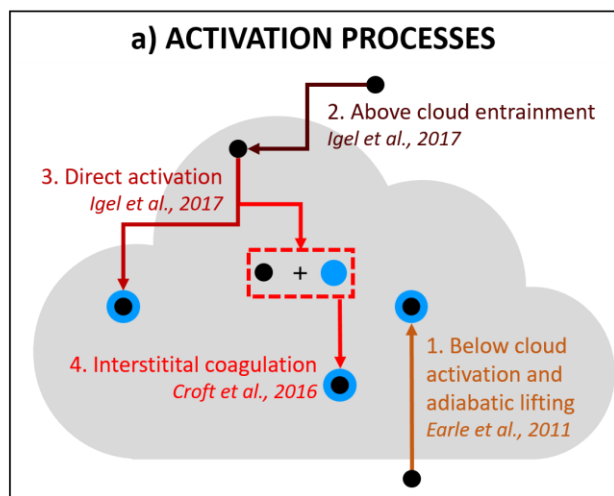 a) ACTIVATION PROCESSES
2. Above cloud entrainment
Igel et al., 2017
3. Direct activation
Igel et al., 2017
+
4. Interstitital coagulation
Croft et al., 2016
1. Below cloud
activation and
adiabatic lifting
Earle et al., 2011